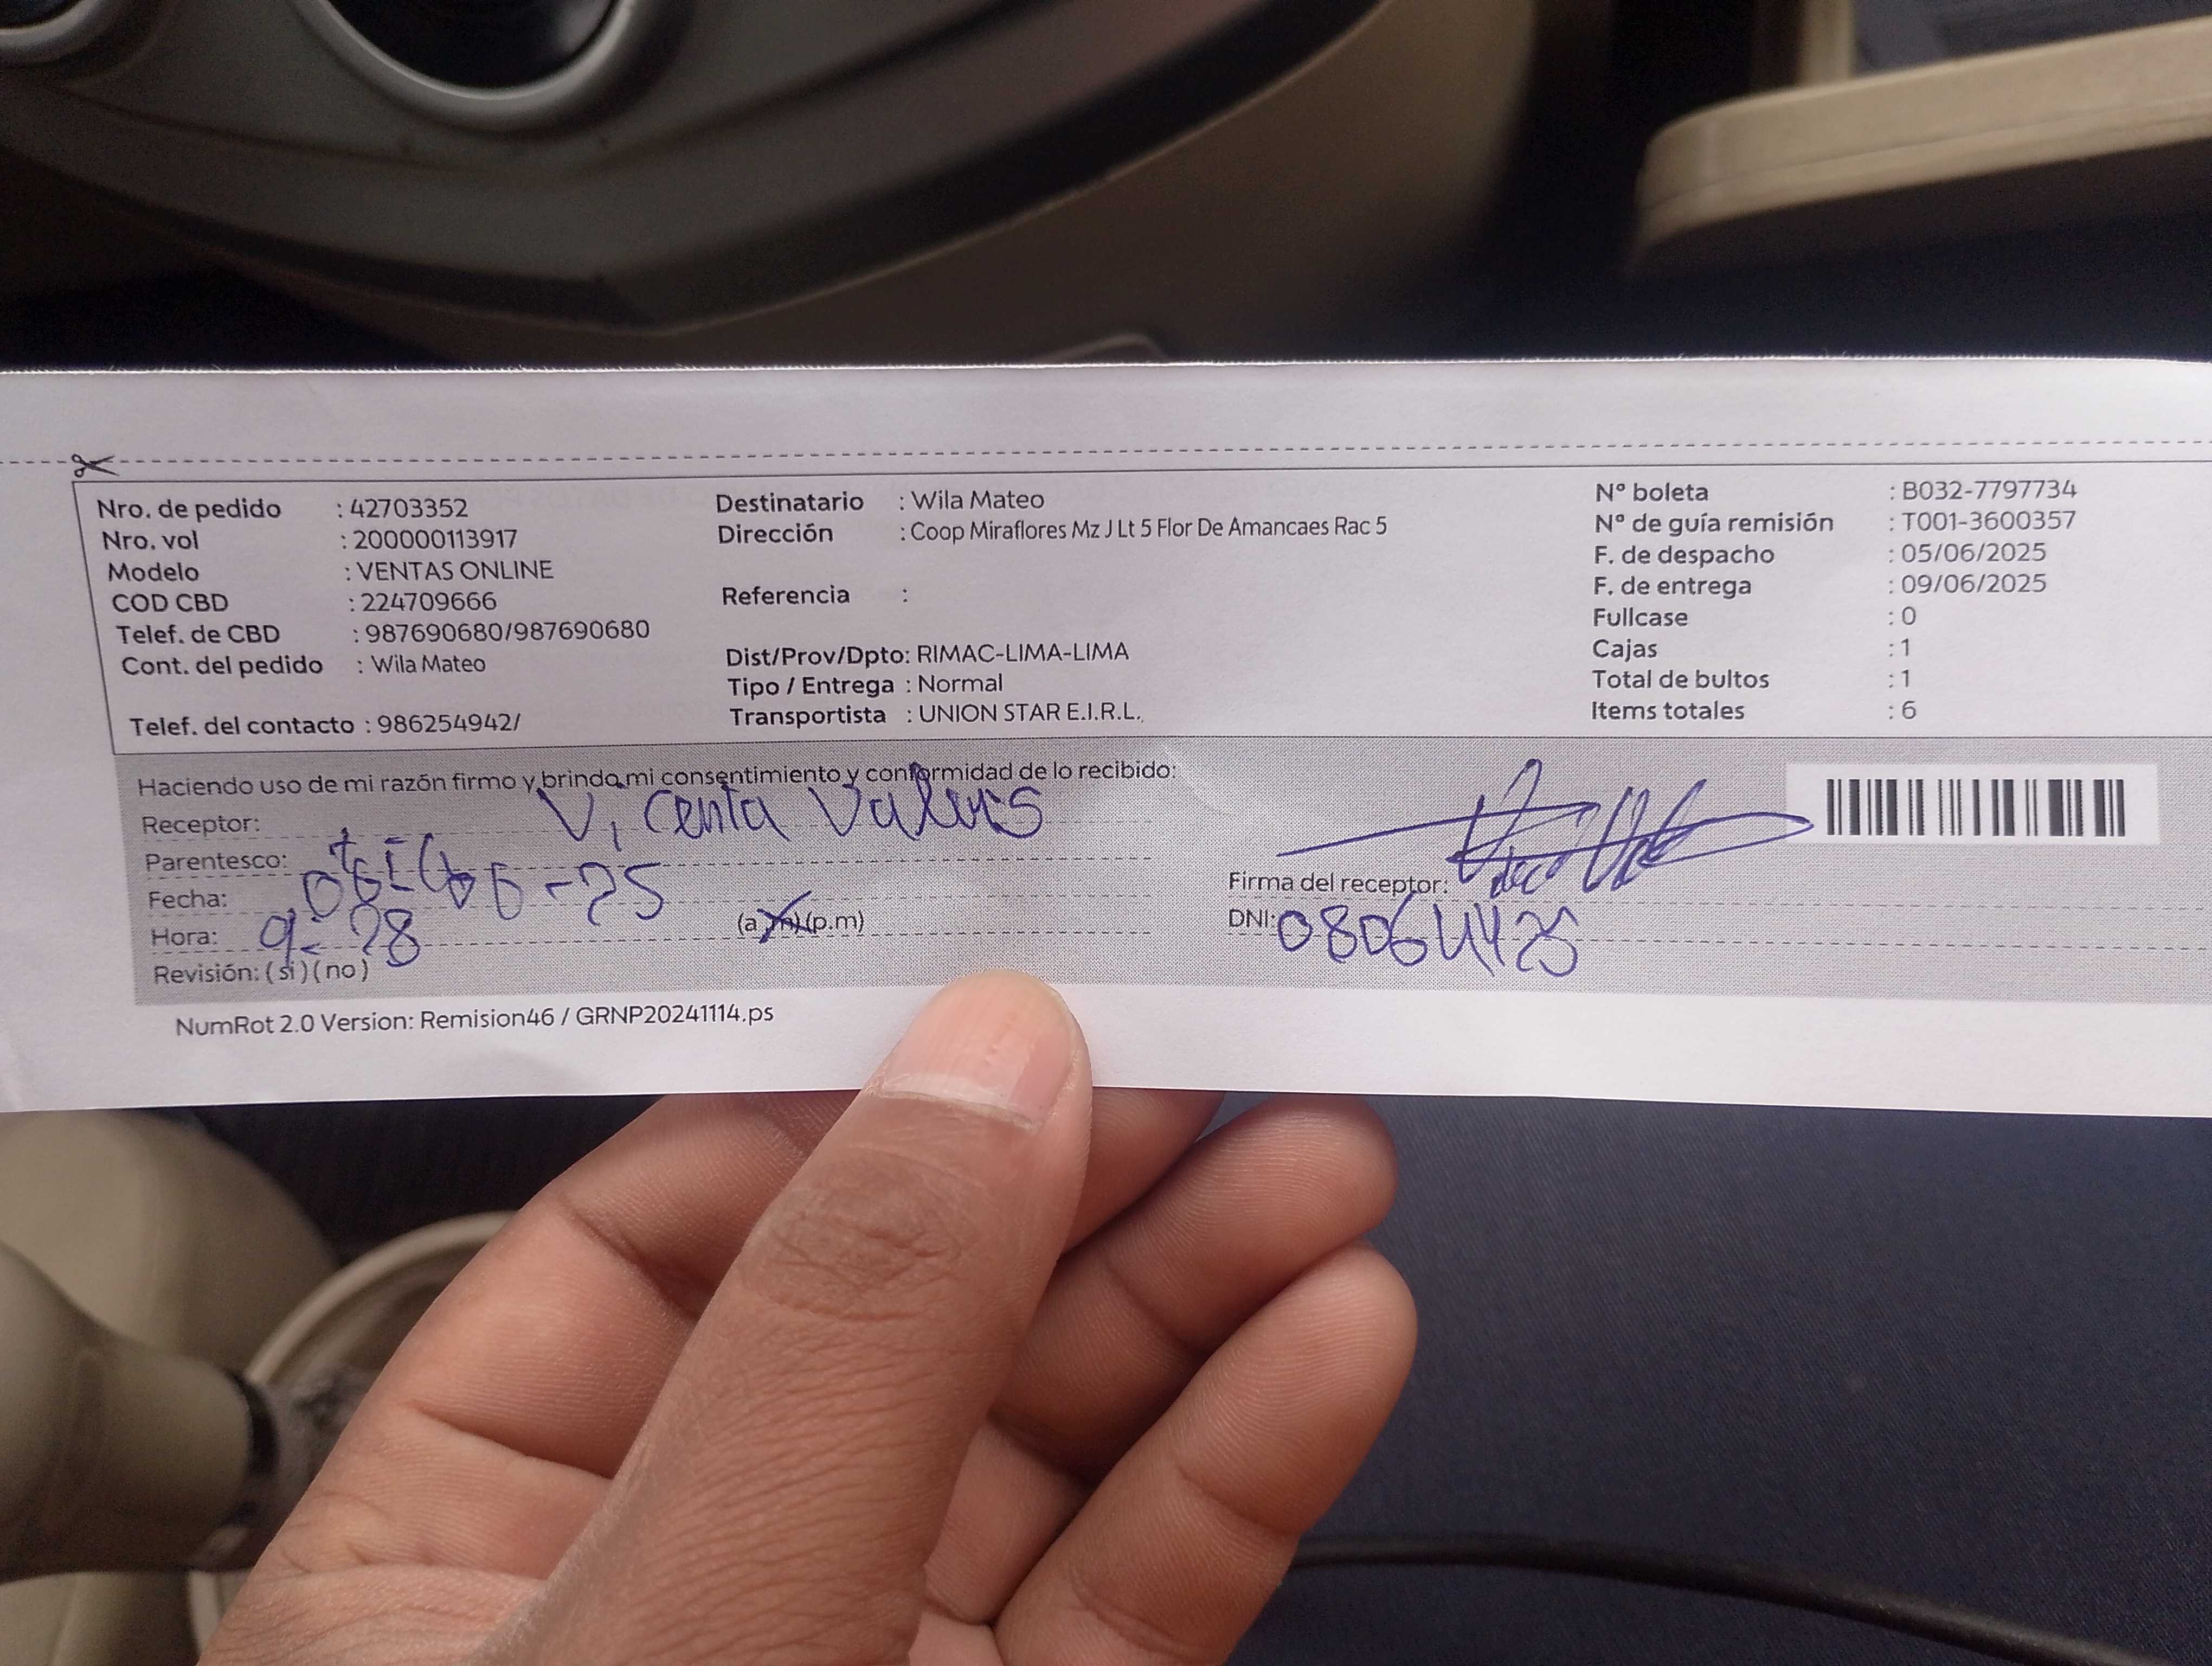 Nro. de pedido : 42703352
Nro. vol : 200000113917
Modelo : VENTAS ONLINE
COD CBD : 224709666
Telef. de CBD : 987690680/987690680
Cont. del pedido : Wila Mateo
Telef. del contacto : 986254942/
Destinatario : Wila Mateo
Dirección : Coop Miraflores Mz J Lt 5 Flor De Amancaes Rac 5
Referencia :
Dist/Prov/Dpto: RIMAC-LIMA-LIMA
Tipo / Entrega : Normal
Transportista : UNION STAR E.I.R.L.
Nº boleta : B032-7797734
Nº de guía remisión : T001-3600357
F. de despacho : 05/06/2025
F. de entrega : 09/06/2025
Fullcase : 0
Cajas : 1
Total de bultos : 1
Items totales : 6
Haciendo uso de mi razón firmo y brindo mi consentimiento y conformidad de lo recibido:
Receptor: Vicenta
Parentesco:
Fecha:
Hora: 9:28 (a.m)(p.m)
Revisión: (si)(no)
Firma del receptor:
DNI: 08064425
NumRot 2.0 Version: Remision46 / GRNP20241114.ps